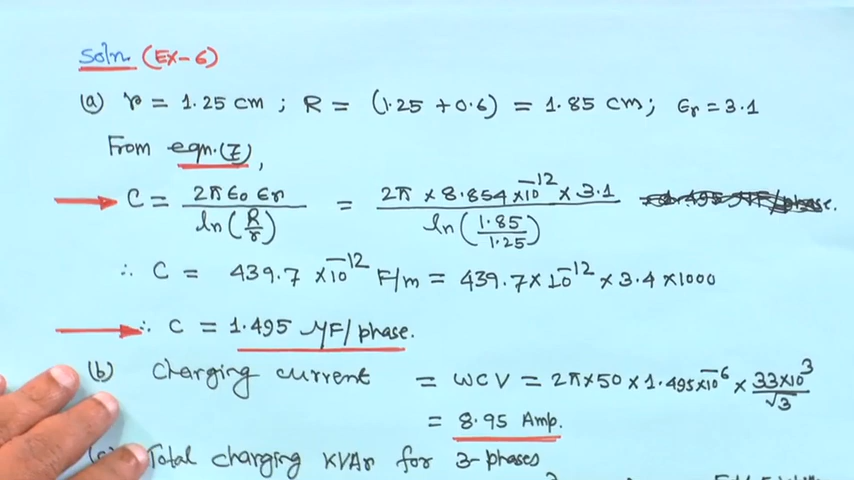 Soln. (Ex-6)
(a) r = 1.25 cm ; R = (1.25 + 0.6) = 1.85 cm; εr = 3.1
From eqn.(7),
C = 2π ε0 εr / ln(R/r) = 2π × 8.854 × 10^-12 × 3.1 / ln(1.85/1.25)
∴ C = 439.7 × 10^-12 F/m = 439.7 × 10^-12 × 3.4 × 1000
∴ C = 1.495 μF/phase.
(b) Charging current = ωCV = 2π × 50 × 1.495 × 10^-6 × 33×10^3 / √3
= 8.95 Amp.
Total charging KVAr for 3-phases